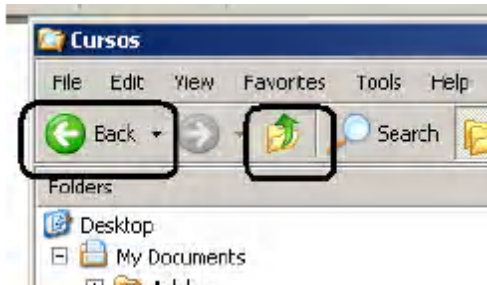 Cursos
File Edit View Favorites Tools Help
Back Search
Folders
Desktop
My Documents